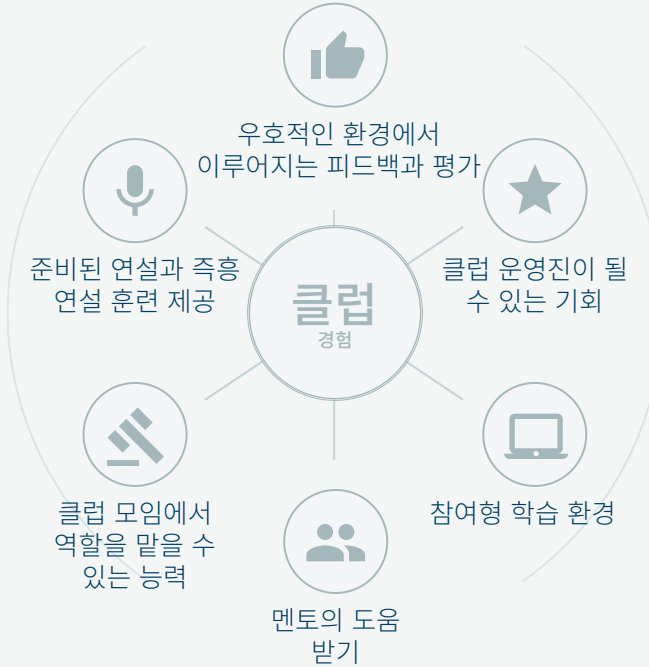 우호적인 환경에서
이루어지는 피드백과 평가
준비된 연설과 즉흥
연설 훈련 제공
클럽 운영진이 될
수 있는 기회
클럽
경험
클럽 모임에서
역할을 맡을 수
있는 능력
참여형 학습 환경
멘토의 도움
받기